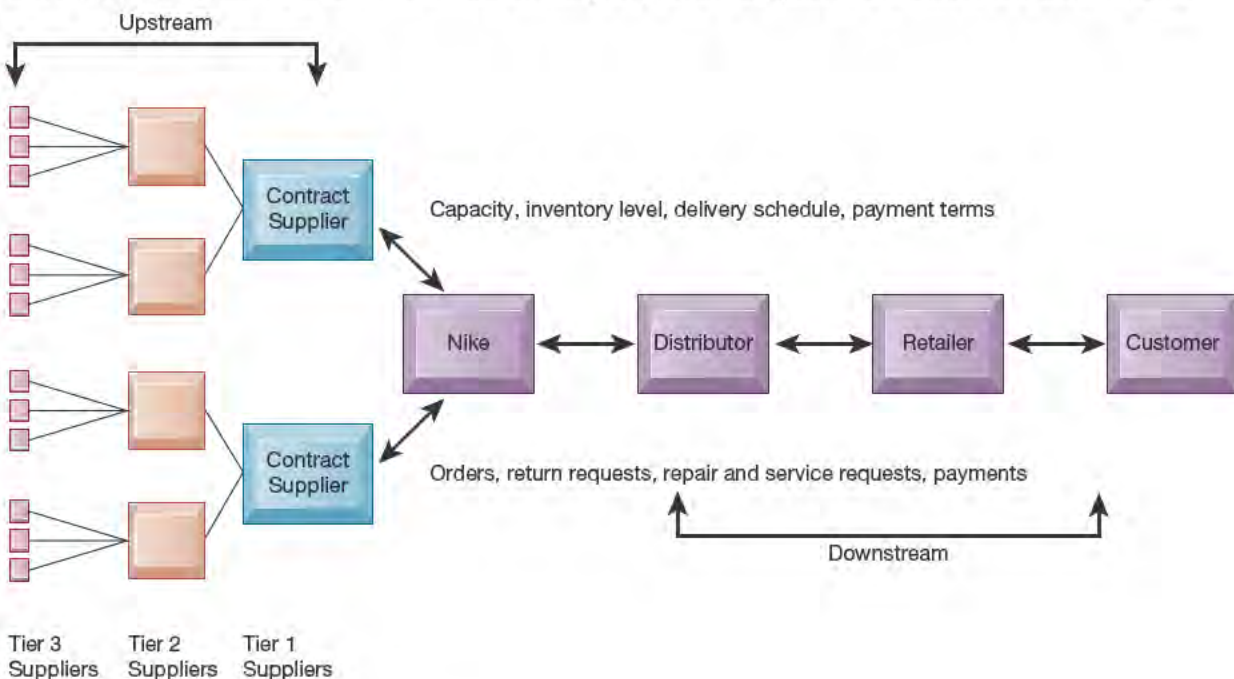 Upstream
Contract
Supplier
Capacity, inventory level, delivery schedule, payment terms
Nike
Distributor
Retailer
Customer
Contract
Supplier
Orders, return requests, repair and service requests, payments
Downstream
Tier 3
Suppliers
Tier 2
Suppliers
Tier 1
Suppliers